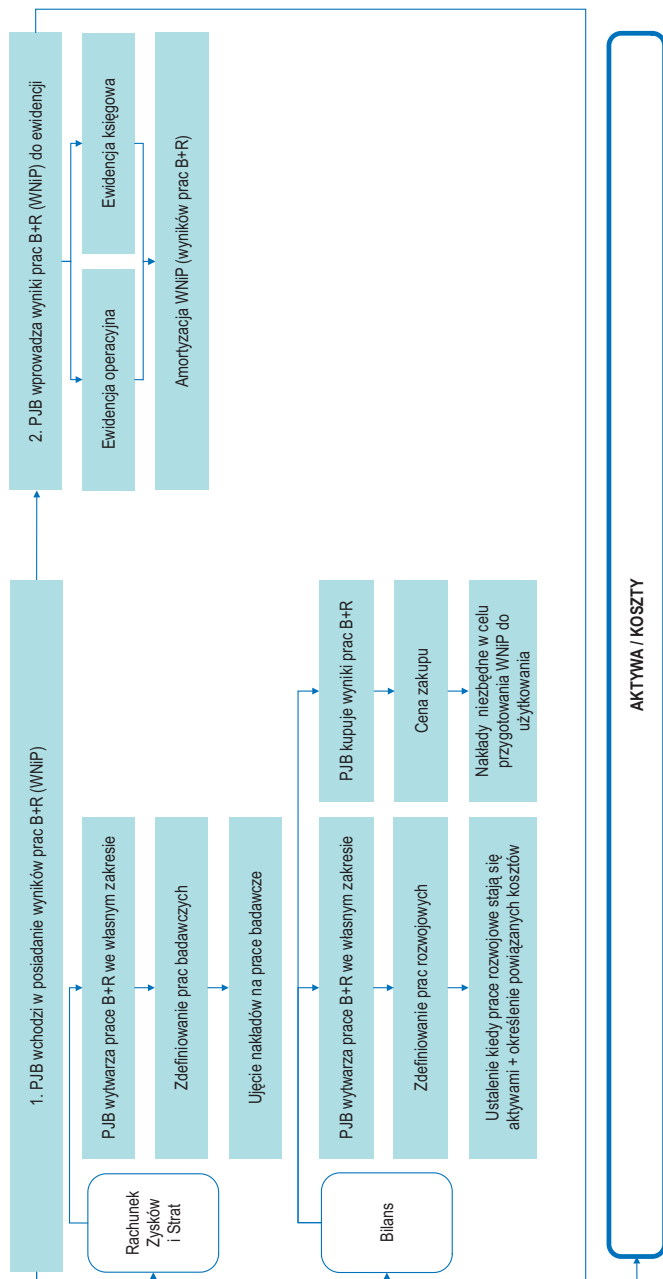 1. PJB wchodzi w posiadanie wyników prac B+R (WNiP)
2. PJB wprowadza wyniki prac B+R (WNiP) do ewidencji
Rachunek
Zysków
i Strat
PJB wytwarza prace B+R we własnym zakresie
Zdefiniowanie prac badawczych
Ujęcie nakładów na prace badawcze
Ewidencja operacyjna
Ewidencja księgowa
Amortyzacja WNiP (wyników prac B+R)
Bilans
PJB wytwarza prace B+R we własnym zakresie
Zdefiniowanie prac rozwojowych
Ustalenie kiedy prace rozwojowe stają się
aktywami + określenie powiązanych kosztów
PJB kupuje wyniki prac B+R
Cena zakupu
Nakłady niezbędne w celu
przygotowania WNiP do
użytkowania
AKTYWA / KOSZTY